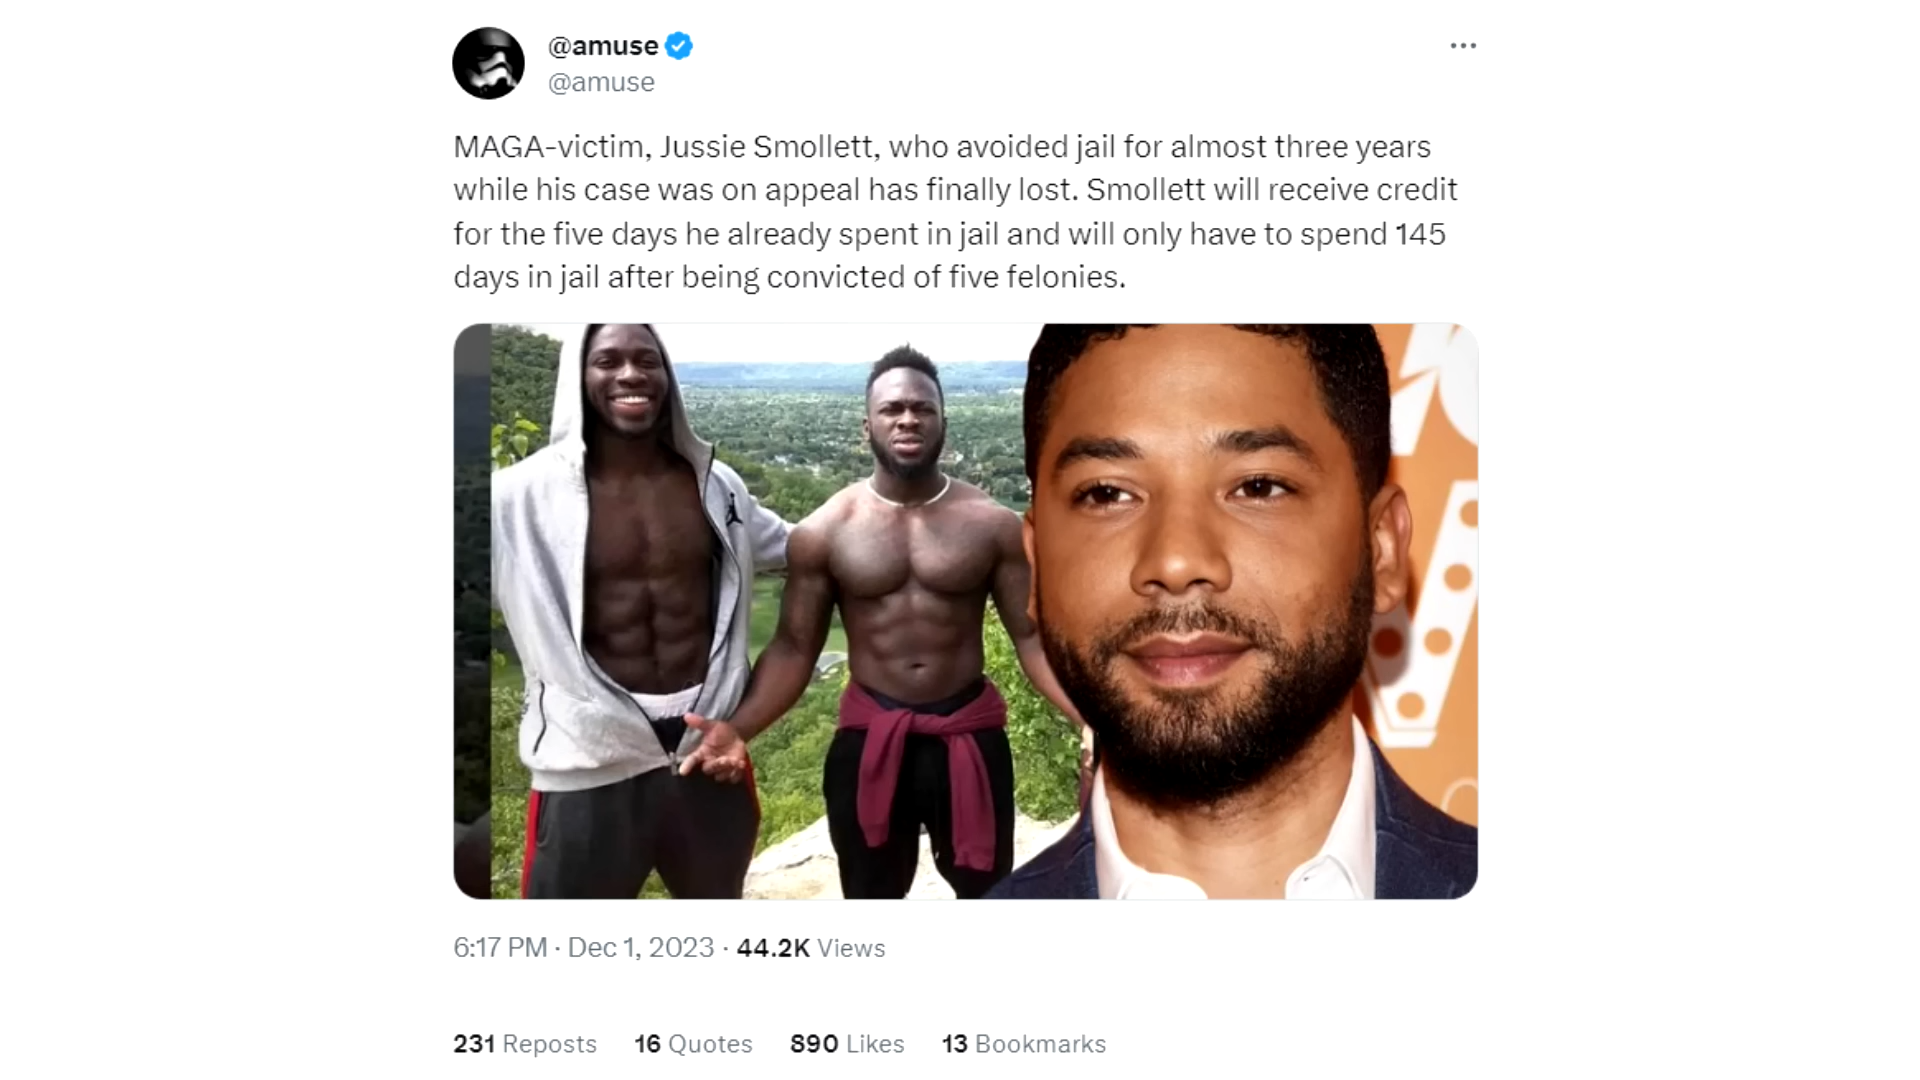 @amuse
@amuse
MAGA-victim, Jussie Smollett, who avoided jail for almost three years
while his case was on appeal has finally lost. Smollett will receive credit
for the five days he already spent in jail and will only have to spend 145
days in jail after being convicted of five felonies.
6:17 PM · Dec 1, 2023 · 44.2K Views
231 Reposts 16 Quotes 890 Likes 13 Bookmarks